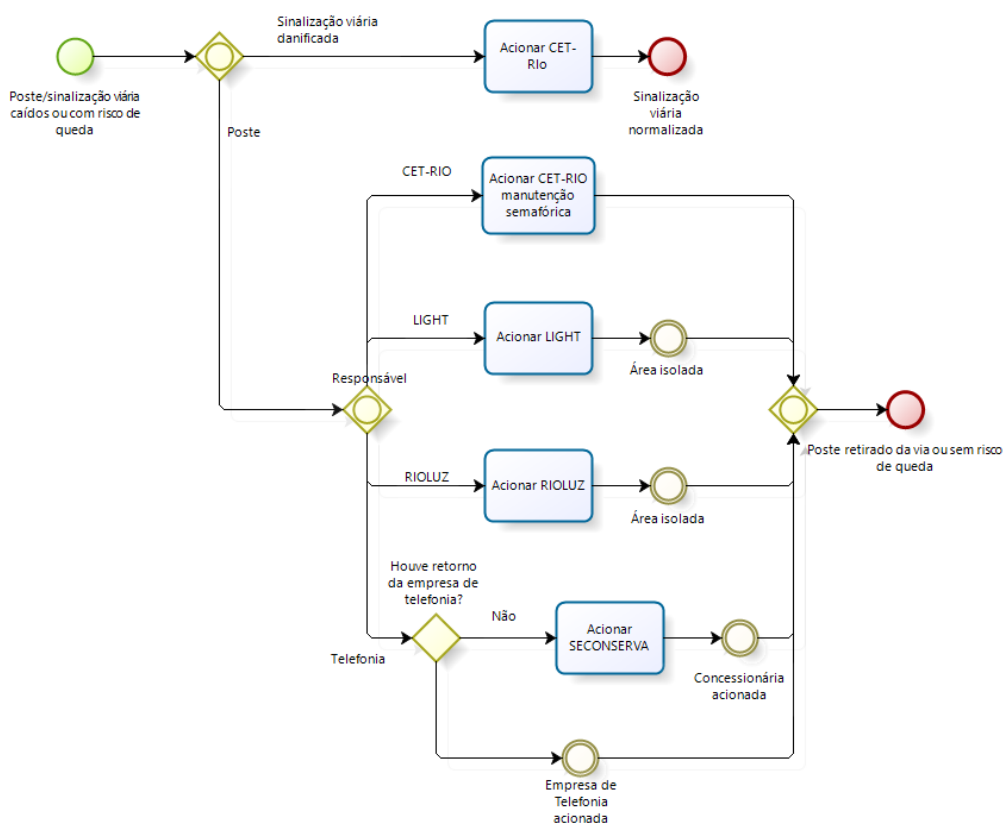 Sinalização viária
danificada
Acionar CET-
RIo
Poste/sinalização viária
caídos ou com risco de
queda
Sinalização
viária
normalizada
Poste
CET-RIO
Acionar CET-RIO
manutenção
semafórica
LIGHT
Acionar LIGHT
Área isolada
Responsável
Poste retirado da via ou sem risco
de queda
RIOLUZ
Acionar RIOLUZ
Área isolada
Houve retorno
da empresa de
telefonia?
Não
Acionar
SECONSERVA
Telefonia
Concessionária
acionada
Empresa de
Telefonia
acionada